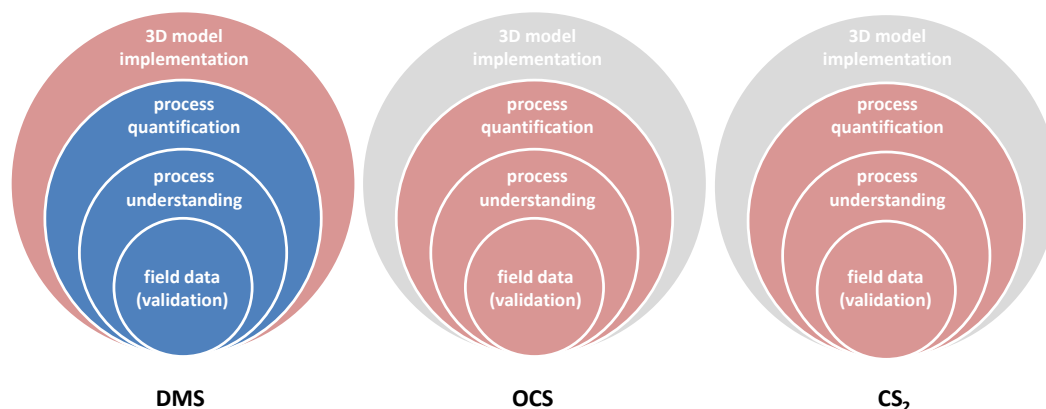 3D model
implementation
process
quantification
process
understanding
field data
(validation)
DMS
3D model
implementation
process
quantification
process
understanding
field data
(validation)
OCS
3D model
implementation
process
quantification
process
understanding
field data
(validation)
CS₂